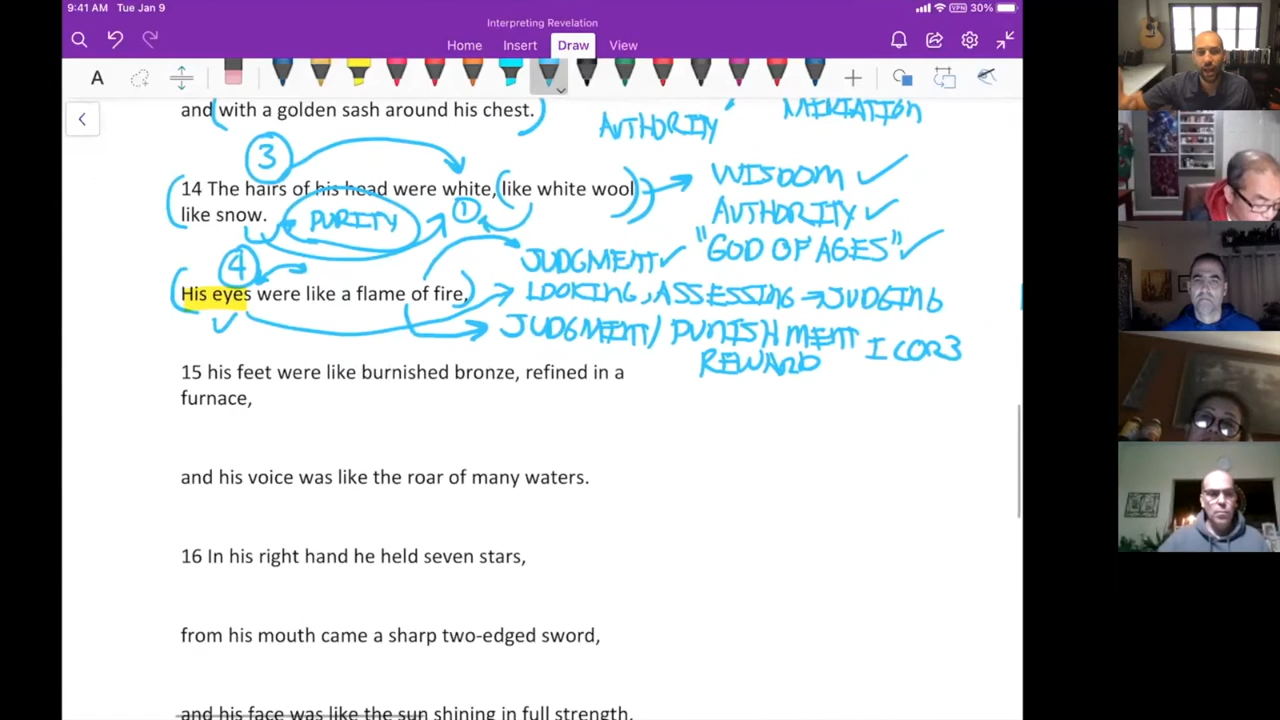 9:41 AM Tue Jan 9
VPN 30%
Interpreting Revelation
Home Insert Draw View
A
and (with a golden sash around his chest.)
AUTHORITY
3
14 The hairs of his head were white, (like white wool
like snow.
PURITY
1
WISDOM ✓
AUTHORITY ✓
"GOD OF AGES" ✓
4
JUDGMENT ✓
(His eyes were like a flame of fire,)
LOOKING, ASSESSING → JUDGING
JUDGMENT/PUNISHMENT
REWARD
I COR3
15 his feet were like burnished bronze, refined in a
furnace,
and his voice was like the roar of many waters.
16 In his right hand he held seven stars,
from his mouth came a sharp two-edged sword,
and his face was like the sun shining in full strength.